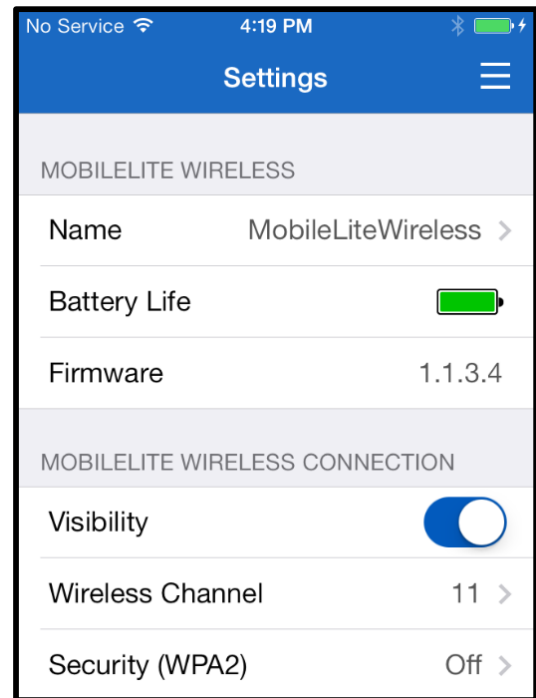 No Service 4:19 PM
Settings
MOBILELITE WIRELESS
Name MobileLiteWireless
Battery Life
Firmware 1.1.3.4
MOBILELITE WIRELESS CONNECTION
Visibility
Wireless Channel 11
Security (WPA2) Off